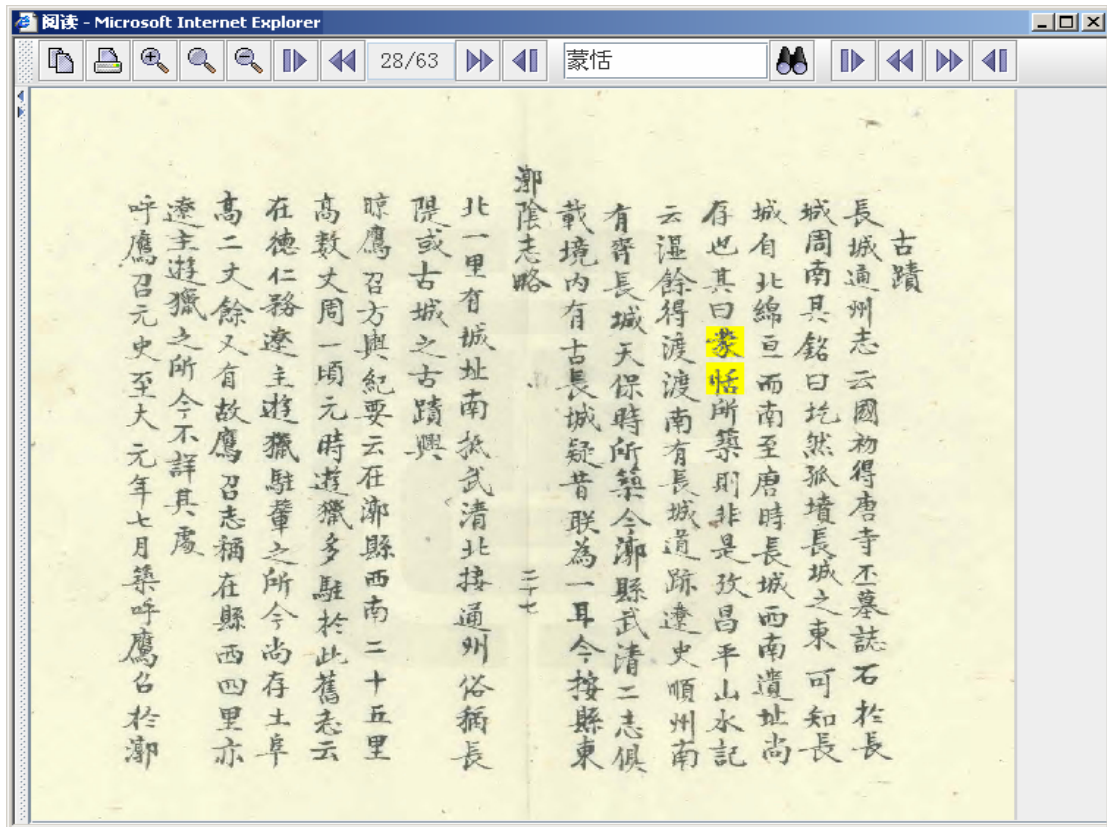 阅读 - Microsoft Internet Explorer
28/63
蒙恬
古蹟
長城通州志云國初得唐寺丞墓誌石於長
城周南其銘曰圪然孤墳長城之東可知長
城自北綿亘而南至唐時長城西南遺址尚
存也其曰蒙恬所築則非是攷昌平山水記
云溫餘得渡渡南有長城道跡遼史順州南
有齊長城天保時所築今漷縣武清二志俱
載境内有古長城疑昔联為一耳今按縣東
漷陰志略
二十七
北一里有城址南抵武清北接通州俗稱長
隄或古城之古蹟歟
晾鷹召方輿紀要云在漷縣西南二十五里
高數丈周一頃元時遊獵多駐於此舊志云
在德仁務遼主遊獵駐輦之所今尚存土阜
高二丈餘又有故鷹召志稱在縣西四里亦
遼主遊獵之所今不詳其處
呼鷹召元史至大元年七月築呼鷹召於漷